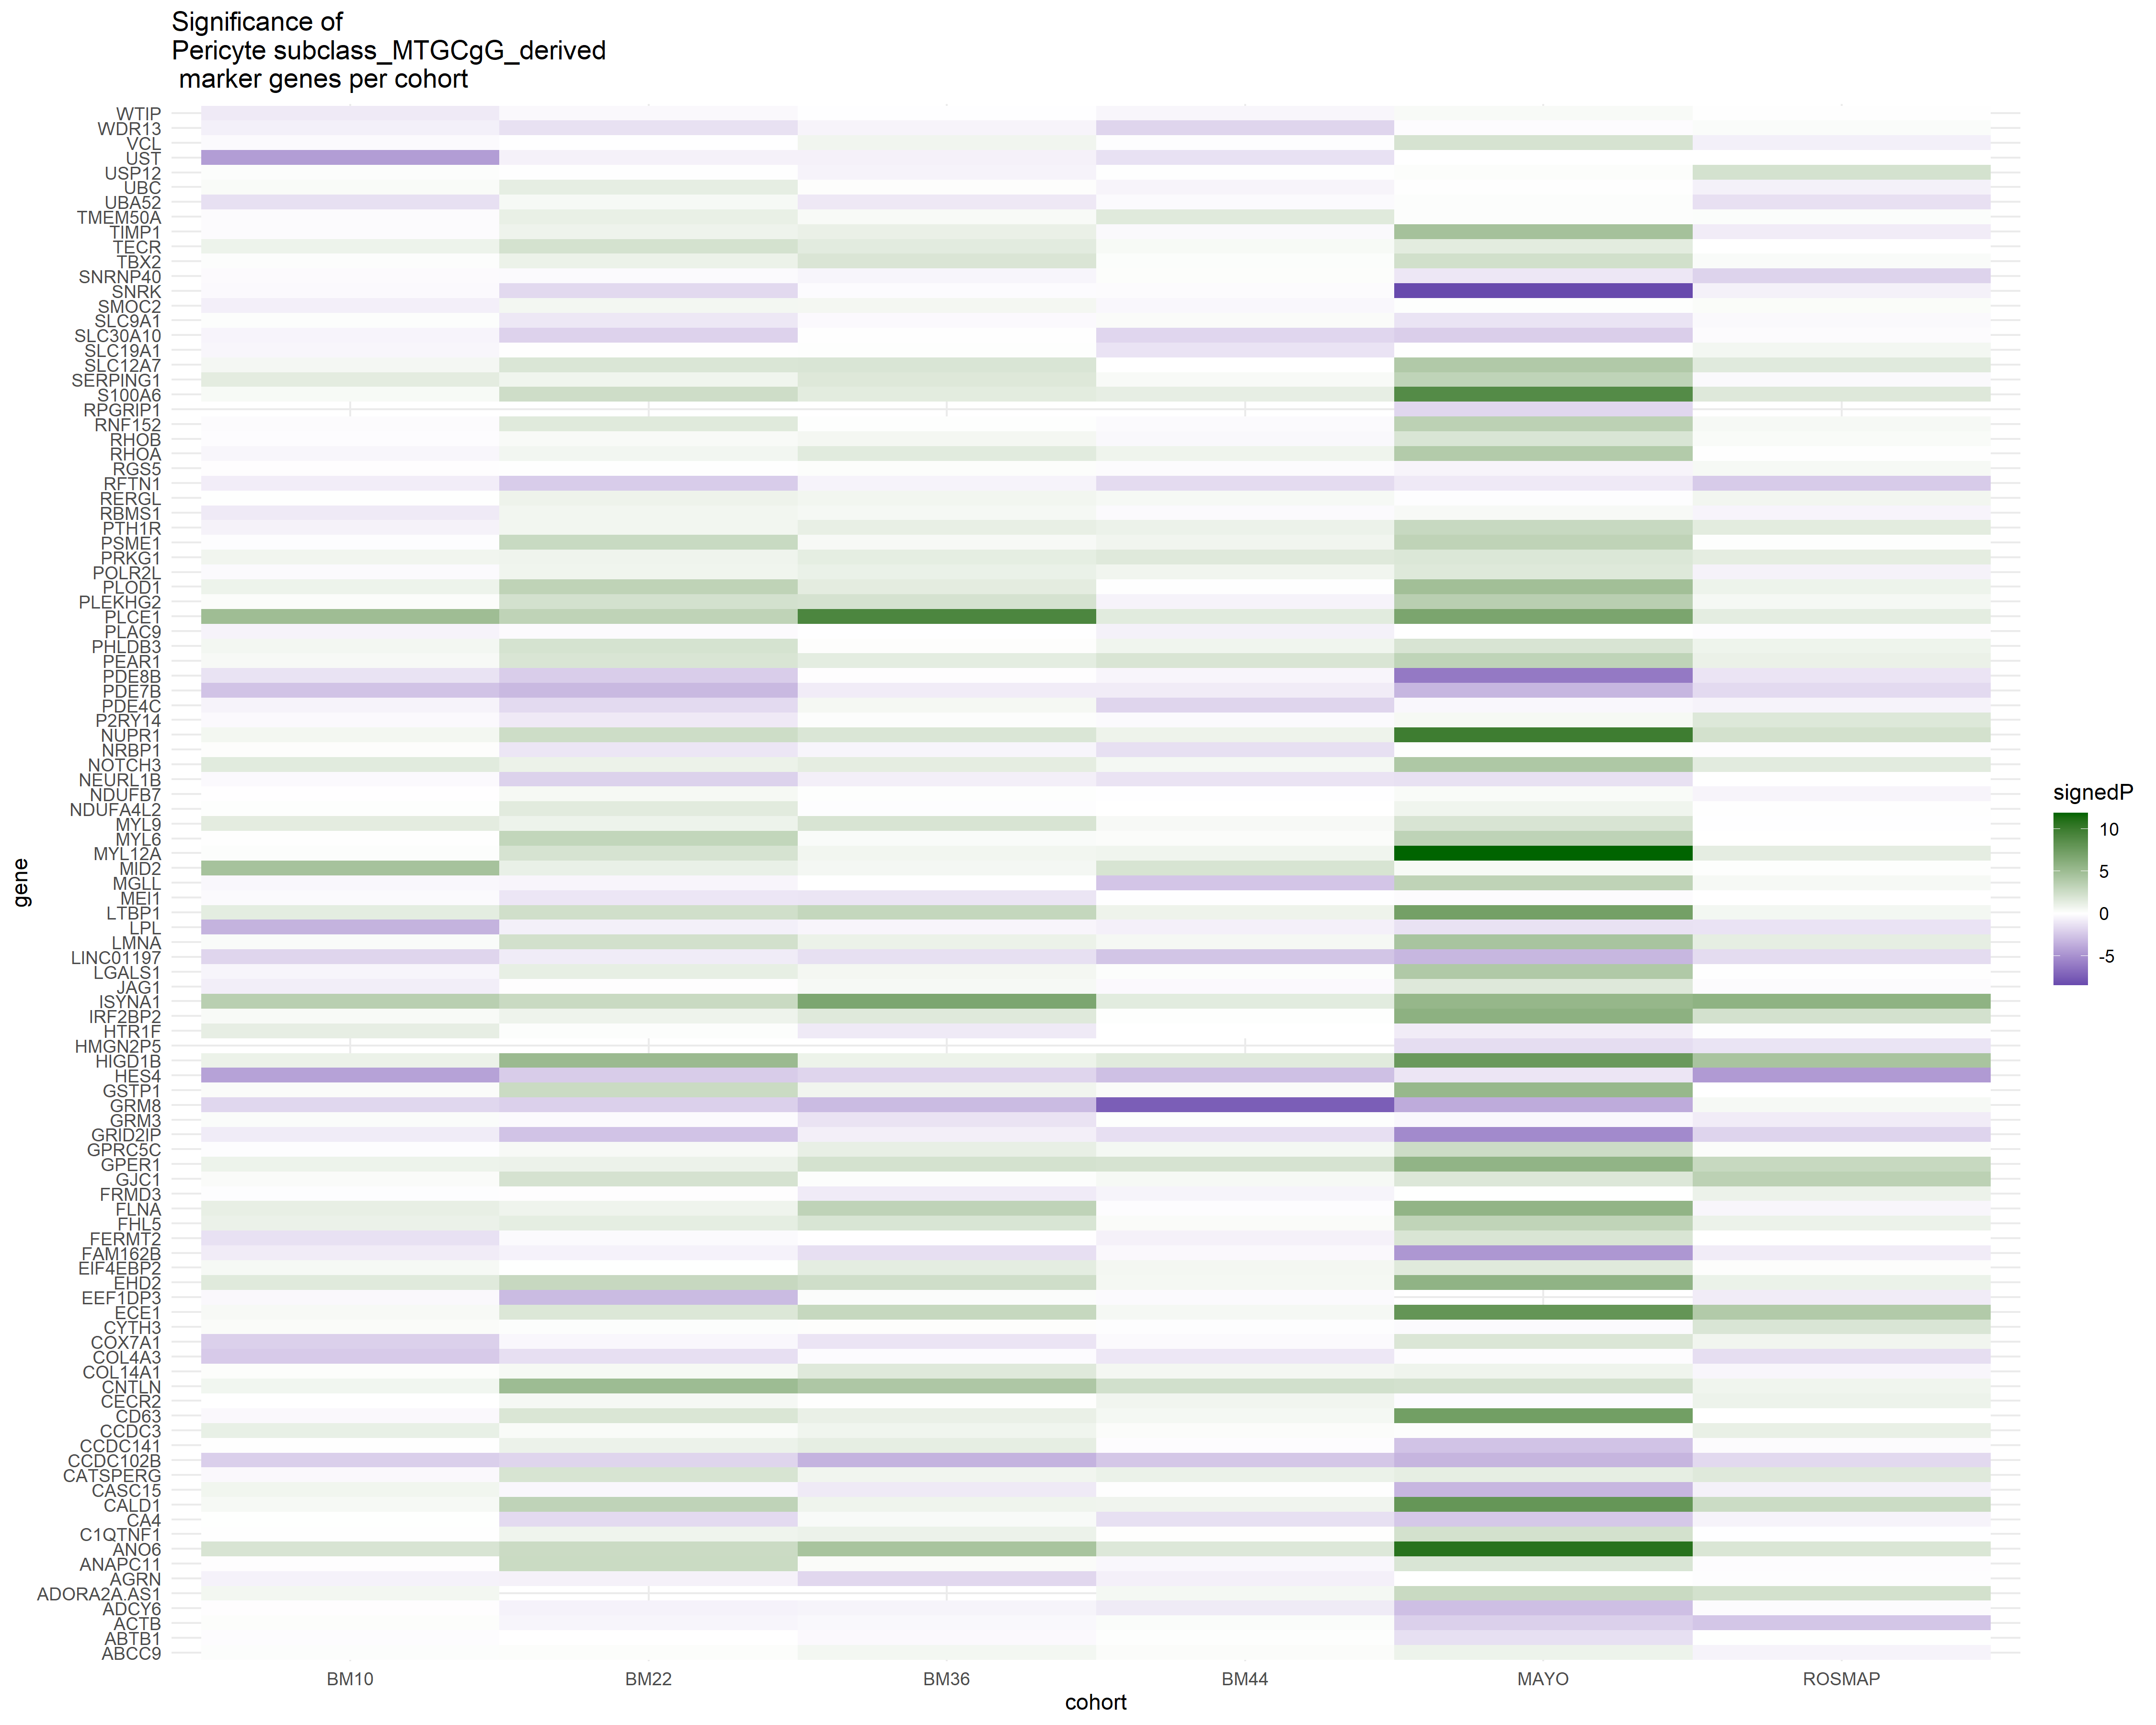 Significance of
Pericyte subclass_MTGCgG_derived
marker genes per cohort
WTIP
WDR13
VCL
UST
USP12
UBC
UBA52
TMEM50A
TIMP1
TECR
TBX2
SNRNP40
SNRK
SMOC2
SLC9A1
SLC30A10
SLC19A1
SLC12A7
SERPING1
S100A6
RPGRIP1
RNF152
RHOB
RHOA
RGS5
RFTN1
RERGL
RBMS1
PTH1R
PSME1
PRKG1
POLR2L
PLOD1
PLEKHG2
PLCE1
PLAC9
PHLDB3
PEAR1
PDE8B
PDE7B
PDE4C
P2RY14
NUPR1
NRBP1
NOTCH3
NEURL1B
NDUFB7
NDUFA4L2
MYL9
MYL6
MYL12A
MID2
MGLL
MEI1
LTBP1
LPL
LMNA
LINC01197
LGALS1
JAG1
ISYNA1
IRF2BP2
HTR1F
HMGN2P5
HIGD1B
HES4
GSTP1
GRM8
GRM3
GRID2IP
GPRC5C
GPER1
GJC1
FRMD3
FLNA
FHL5
FERMT2
FAM162B
EIF4EBP2
EHD2
EEF1DP3
ECE1
CYTH3
COX7A1
COL4A3
COL14A1
CNTLN
CECR2
CD63
CCDC3
CCDC141
CCDC102B
CATSPERG
CASC15
CALD1
CA4
C1QTNF1
ANO6
ANAPC11
AGRN
ADORA2A.AS1
ADCY6
ACTB
ABTB1
ABCC9
gene
BM10 BM22 BM36 BM44 MAYO ROSMAP
cohort
signedP
10
5
0
-5